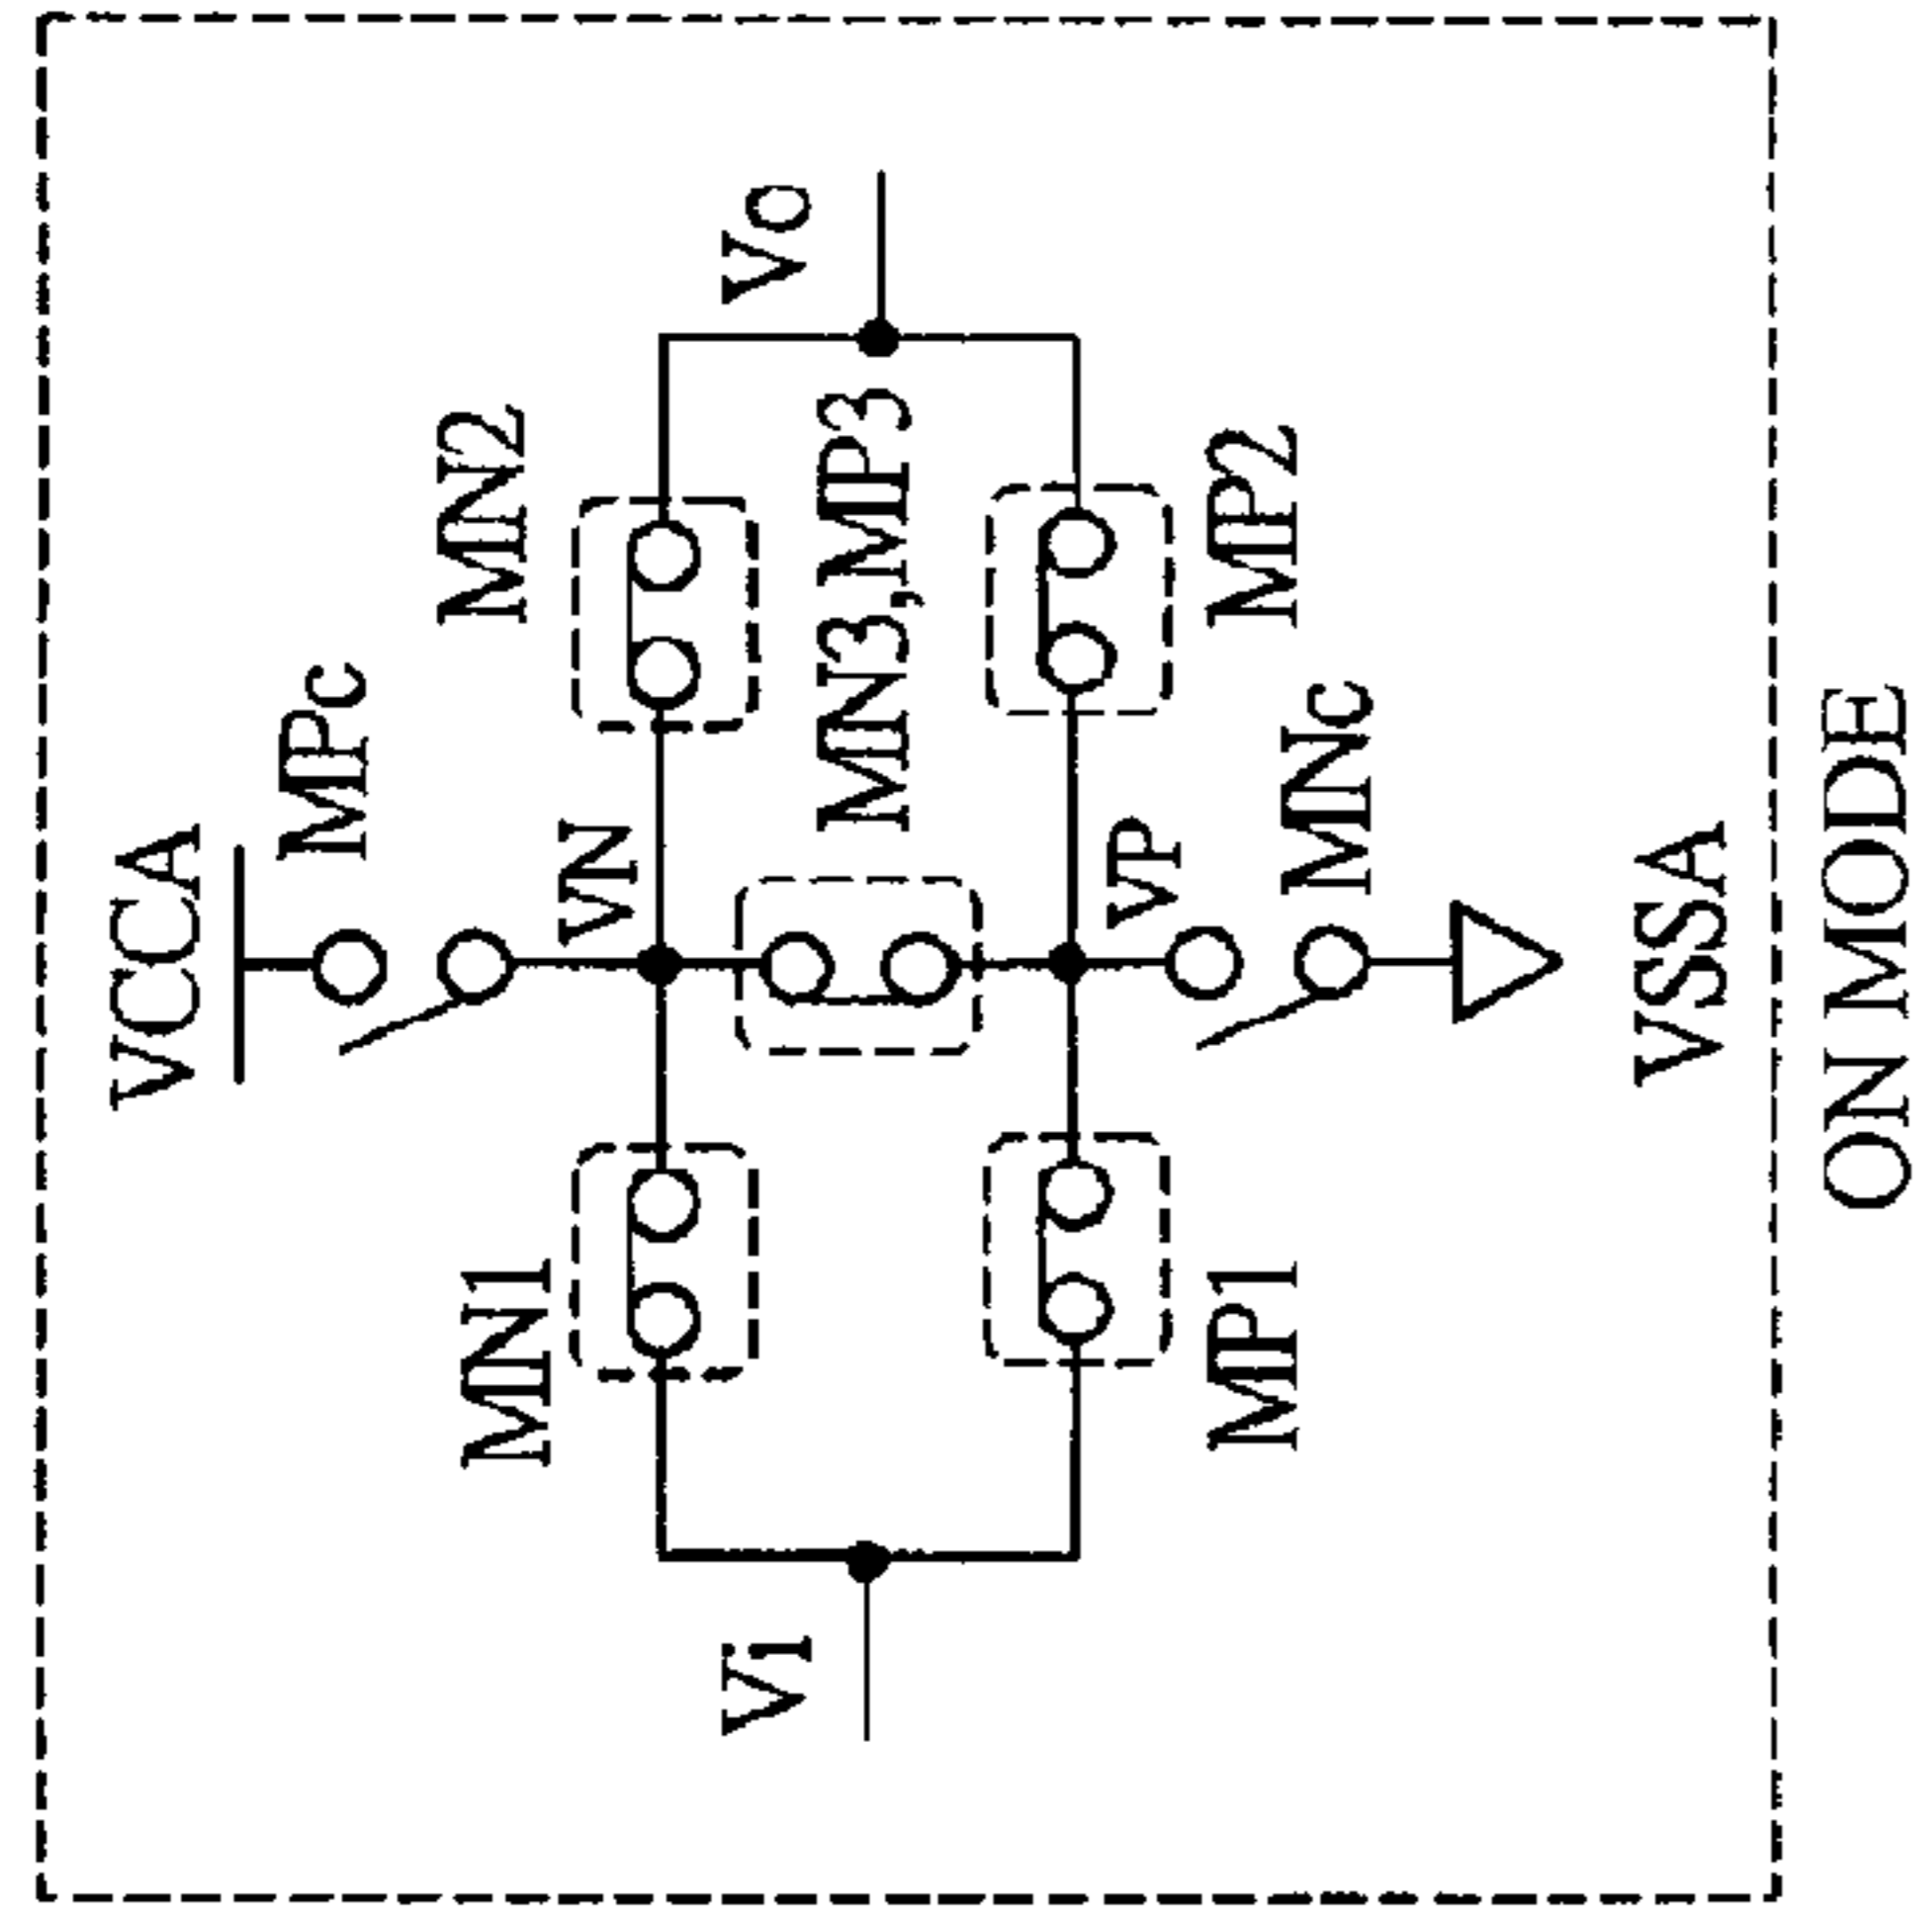 VCCA
MPc
MN1
VN
MN2
Vi
MN3,MP3
Vo
MP1
VP
MP2
MNc
VSSA
ON MODE